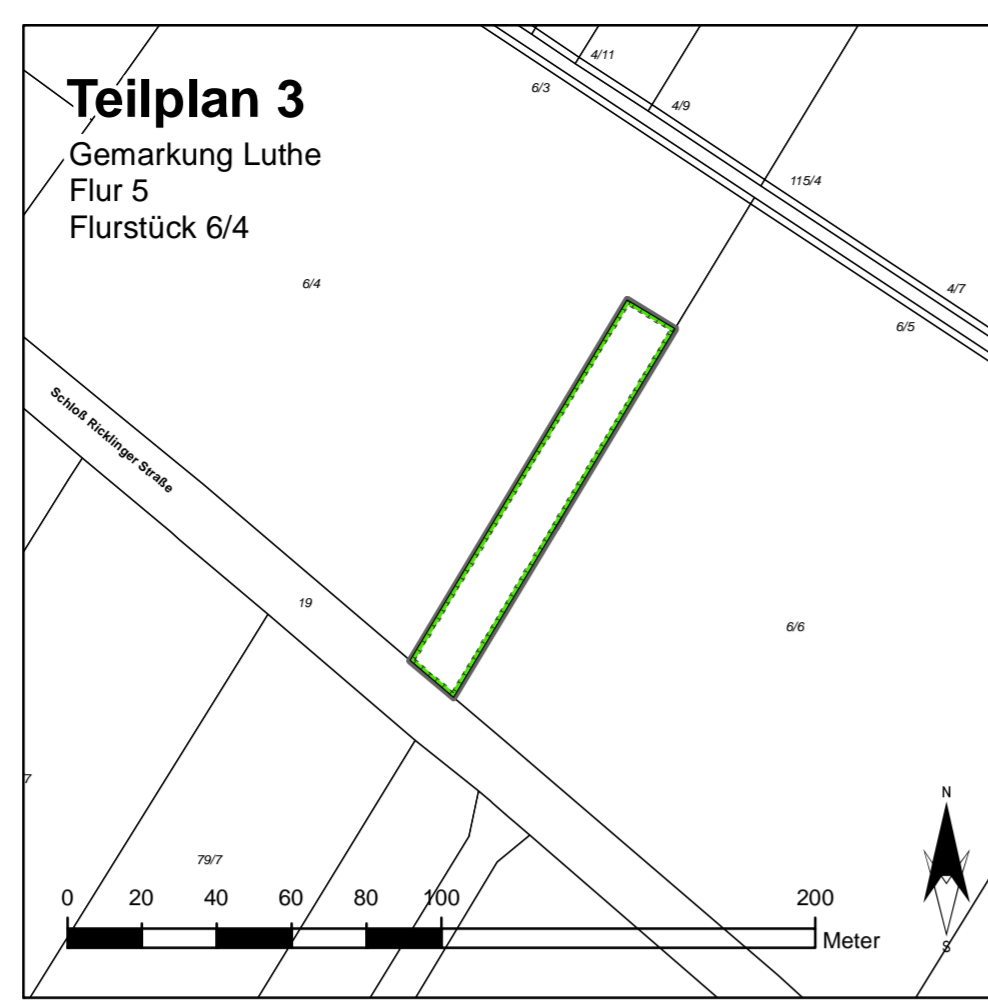 Teilplan 3
Gemarkung Luthe
Flur 5
Flurstück 6/4
4/11
6/3
4/9
115/4
4/7
6/5
6/4
Schloß Ricklinger Straße
19
6/6
7
79/7
N
S
0 20 40 60 80 100 200
Meter